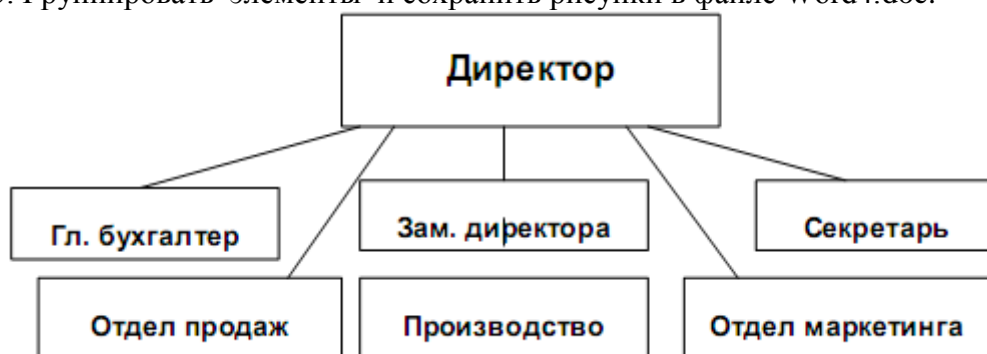 Группировать элементы и сохранить рисунки в файле Word4.doc.
Директор
Гл. бухгалтер
Зам. директора
Секретарь
Отдел продаж
Производство
Отдел маркетинга